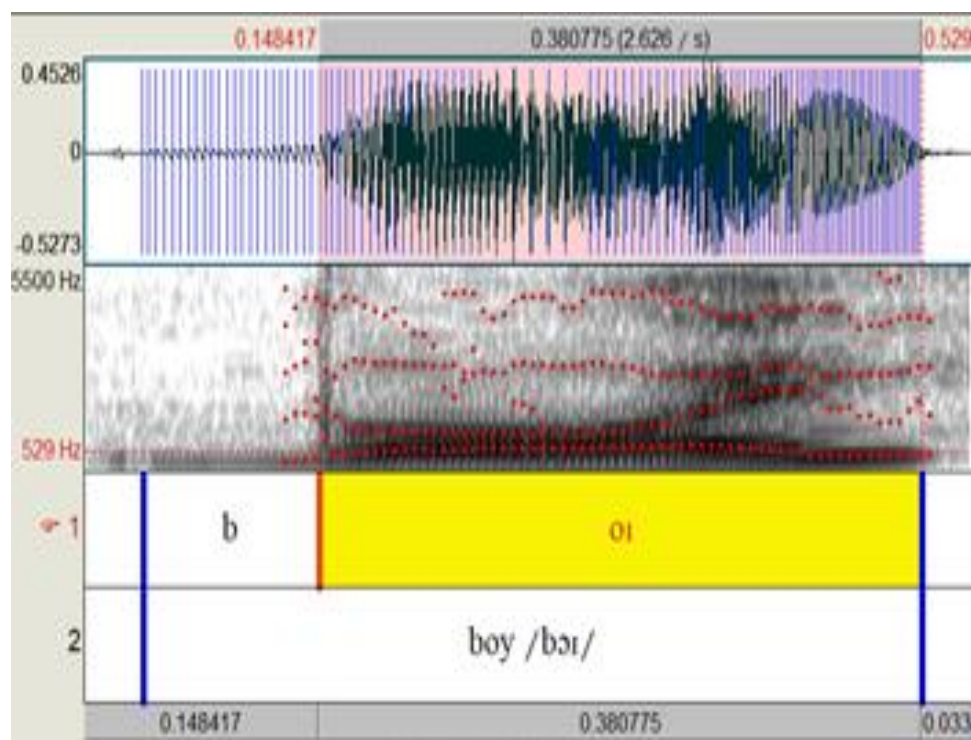 0.148417 0.380775 (2.626 / s) 0.529
0.4526
0
-0.5273
5500 Hz
529 Hz
1 b ɔɪ
2 boy /bɔɪ/
0.148417 0.380775 0.033